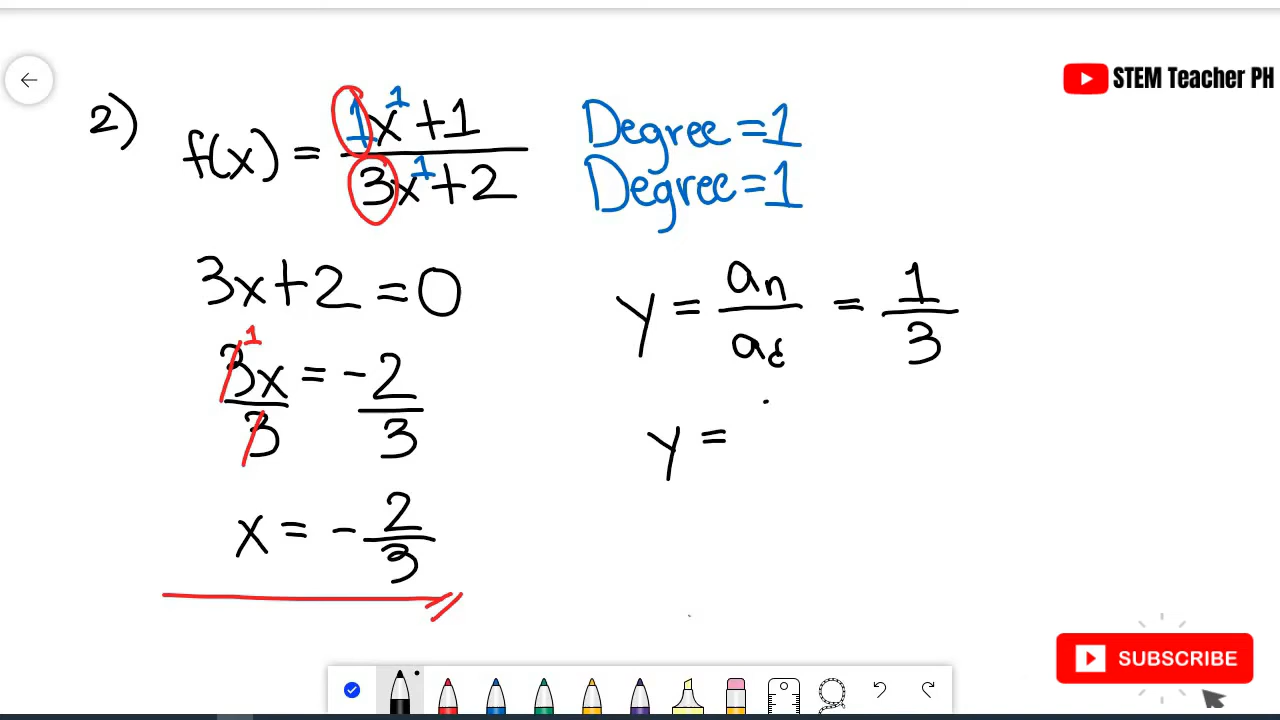 STEM Teacher PH
2) f(x) = 1x^1 + 1 / 3x^1 + 2
Degree = 1
Degree = 1
3x + 2 = 0
3x / 3 = -2 / 3
1
x = - 2 / 3
y = an / ad = 1 / 3
y =
SUBSCRIBE